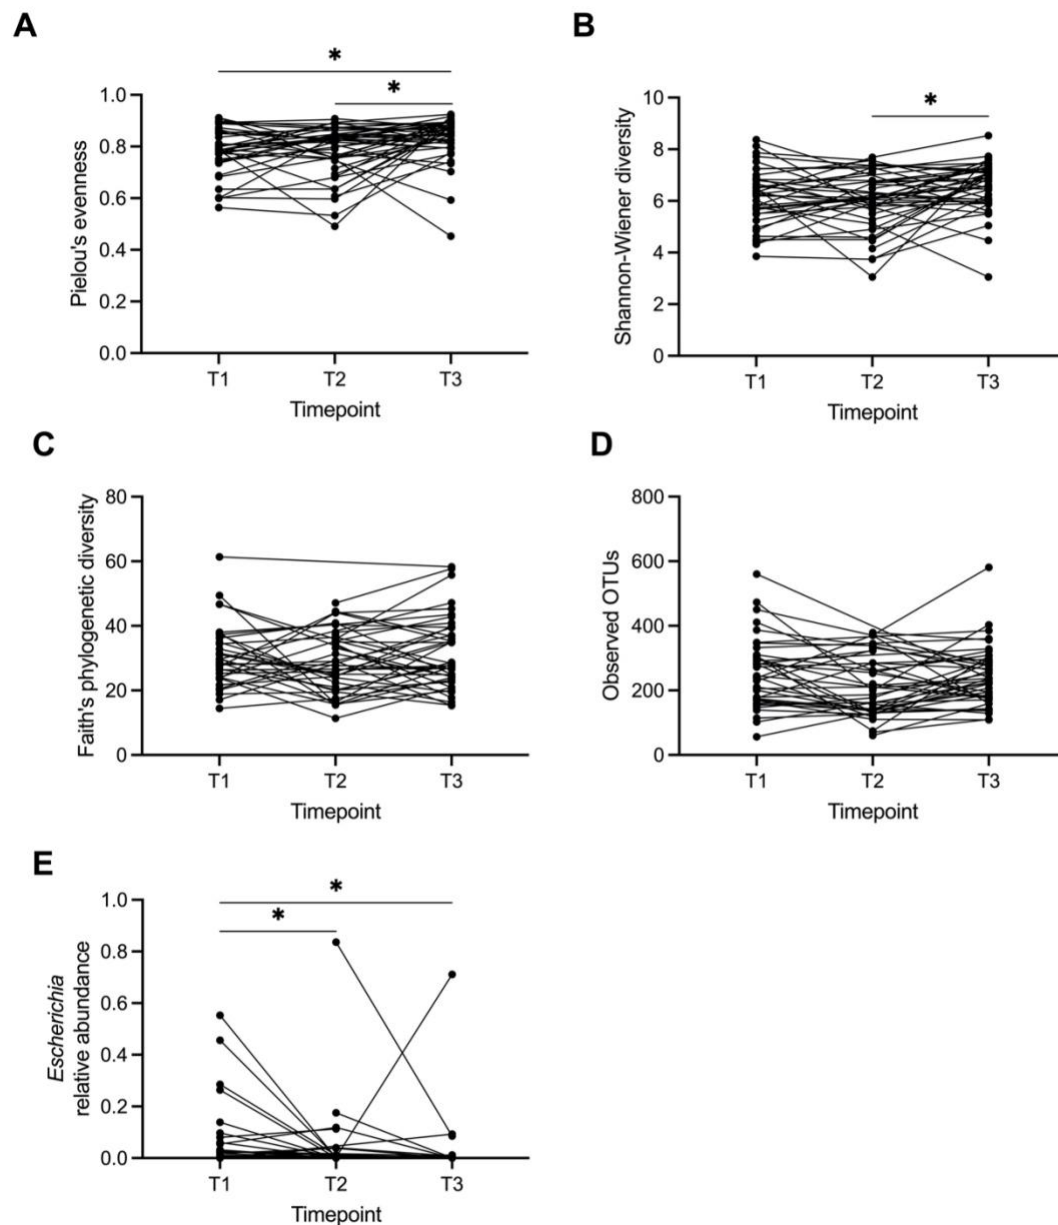 A
*
*
1.0
0.8
0.6
0.4
0.2
0.0
Pielou's evenness
T1 T2 T3
Timepoint
B
*
10
8
6
4
2
0
Shannon-Wiener diversity
T1 T2 T3
Timepoint
C
80
60
40
20
0
Faith's phylogenetic diversity
T1 T2 T3
Timepoint
D
800
600
400
200
0
Observed OTUs
T1 T2 T3
Timepoint
E
*
*
1.0
0.8
0.6
0.4
0.2
0.0
Escherichia
relative abundance
T1 T2 T3
Timepoint